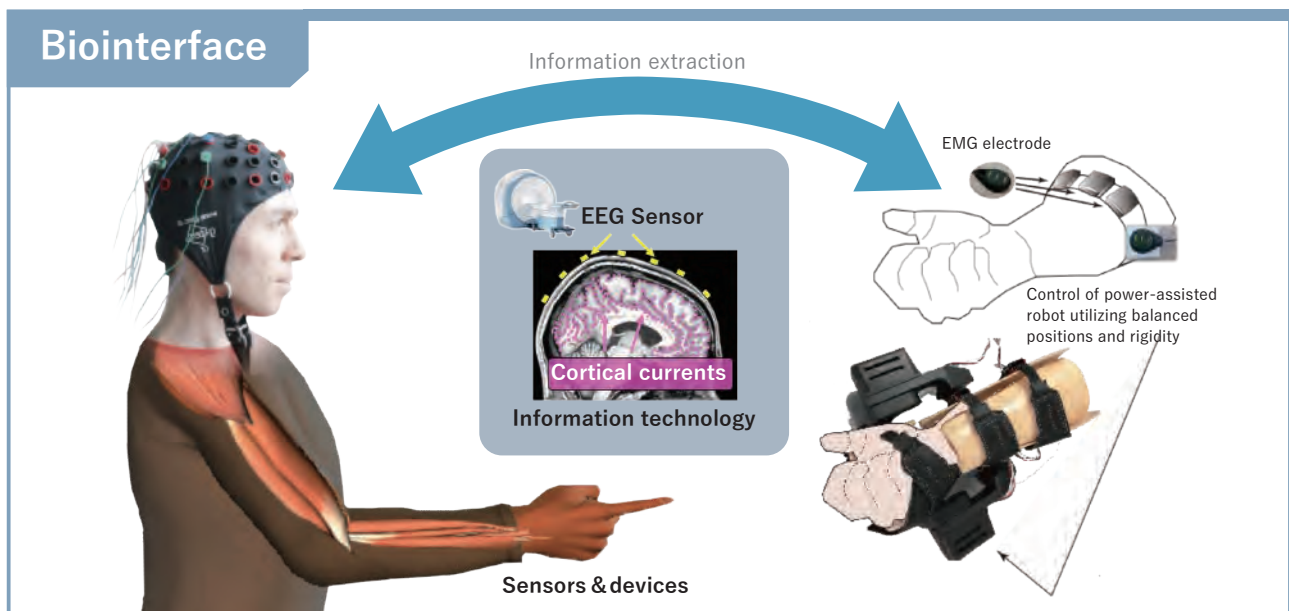 Biointerface
Information extraction
EMG electrode
EEG Sensor
Control of power-assisted
robot utilizing balanced
positions and rigidity
Cortical currents
Information technology
Sensors & devices